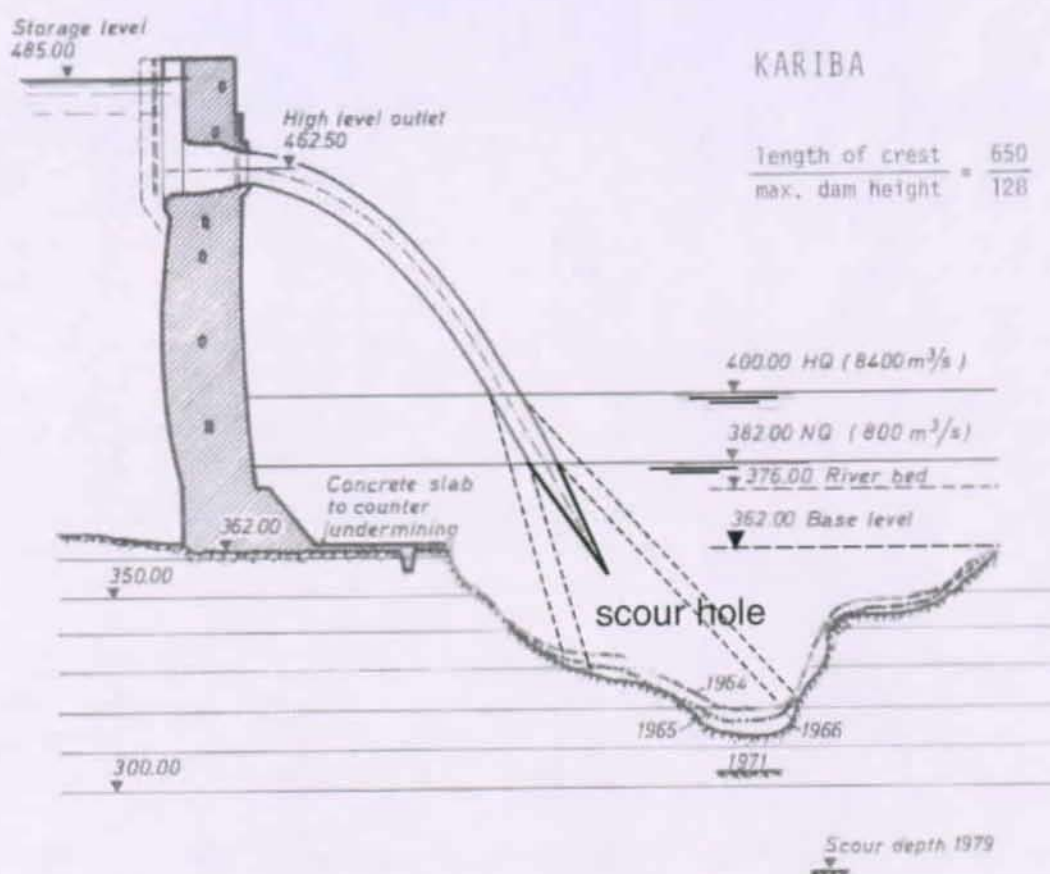 Storage level
485.00
KARIBA
High level outlet
462.50
length of crest
max. dam height
=
650
128
400.00 HQ (8400 m³/s)
382.00 NQ (800 m³/s)
376.00 River bed
Concrete slab
to counter
undermining
362.00
362.00 Base level
350.00
scour hole
1964
1965
1966
1971
300.00
Scour depth 1979